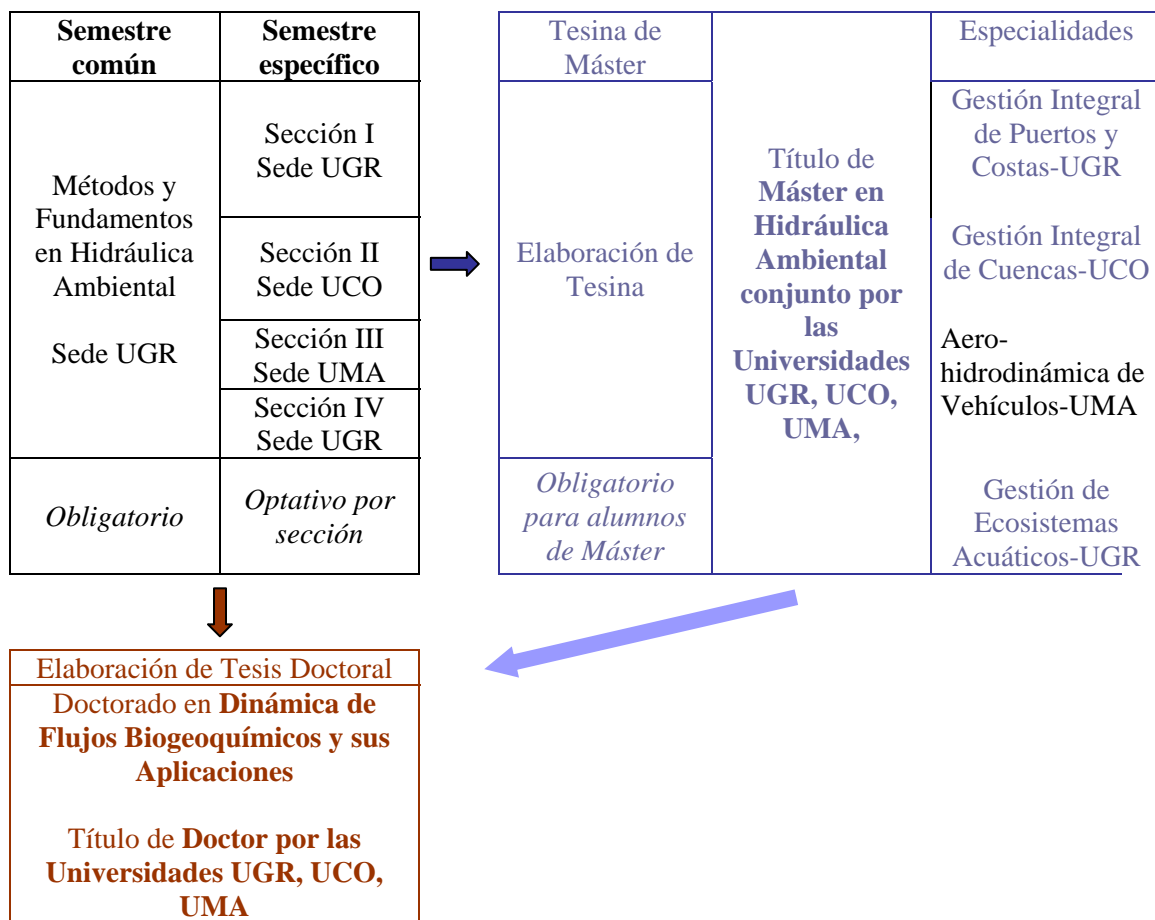 Semestre
común
Semestre
específico
Métodos y
Fundamentos
en Hidráulica
Ambiental
Sede UGR
Sección I
Sede UGR
Sección II
Sede UCO
Sección III
Sede UMA
Sección IV
Sede UGR
Obligatorio
Optativo por
sección
Tesina de
Máster
Elaboración de
Tesina
Obligatorio
para alumnos
de Máster
Título de
Máster en
Hidráulica
Ambiental
conjunto por
las
Universidades
UGR, UCO,
UMA,
Especialidades
Gestión Integral
de Puertos y
Costas-UGR
Gestión Integral
de Cuencas-UCO
Aero-
hidrodinámica de
Vehículos-UMA
Gestión de
Ecosistemas
Acuáticos-UGR
Elaboración de Tesis Doctoral
Doctorado en Dinámica de
Flujos Biogeoquímicos y sus
Aplicaciones
Título de Doctor por las
Universidades UGR, UCO,
UMA